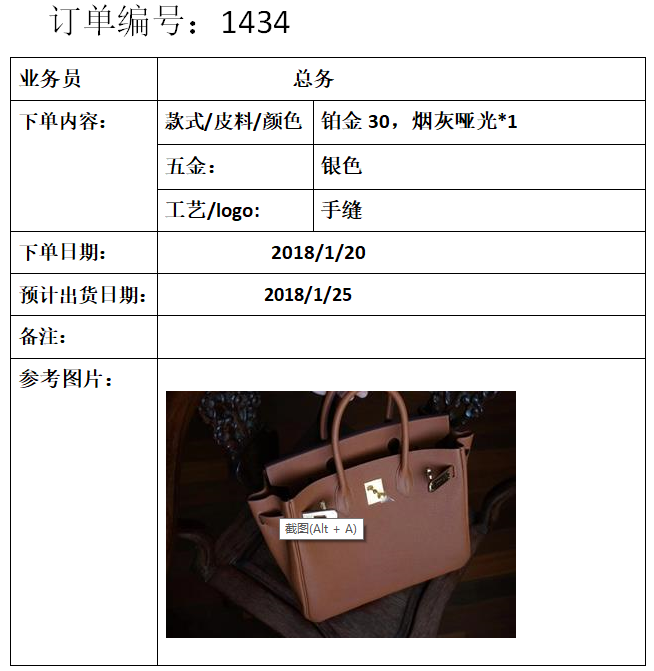 订单编号：1434
业务员 总务
下单内容： 款式/皮料/颜色 铂金 30，烟灰哑光*1
五金： 银色
工艺/logo: 手缝
下单日期： 2018/1/20
预计出货日期： 2018/1/25
备注：
参考图片：
截图(Alt + A)